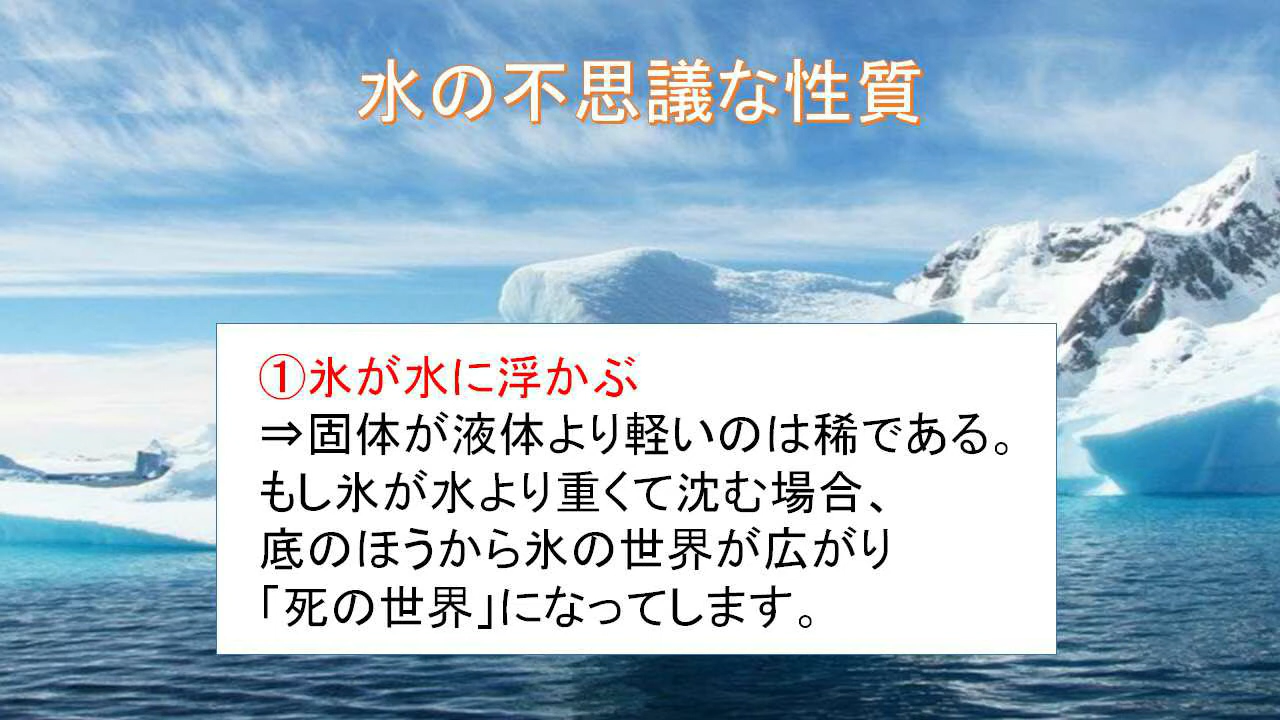 水の不思議な性質
①氷が水に浮かぶ
⇒固体が液体より軽いのは稀である。
もし氷が水より重くて沈む場合、
底のほうから氷の世界が広がり
「死の世界」になってしまいます。